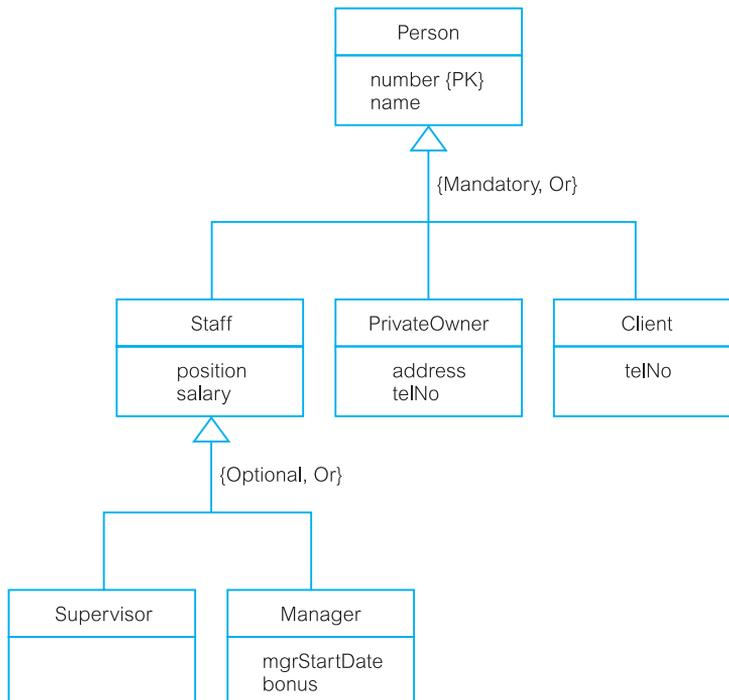 Person
number {PK}
name
{Mandatory, Or}
Staff
position
salary
PrivateOwner
address
telNo
Client
telNo
{Optional, Or}
Supervisor
Manager
mgrStartDate
bonus